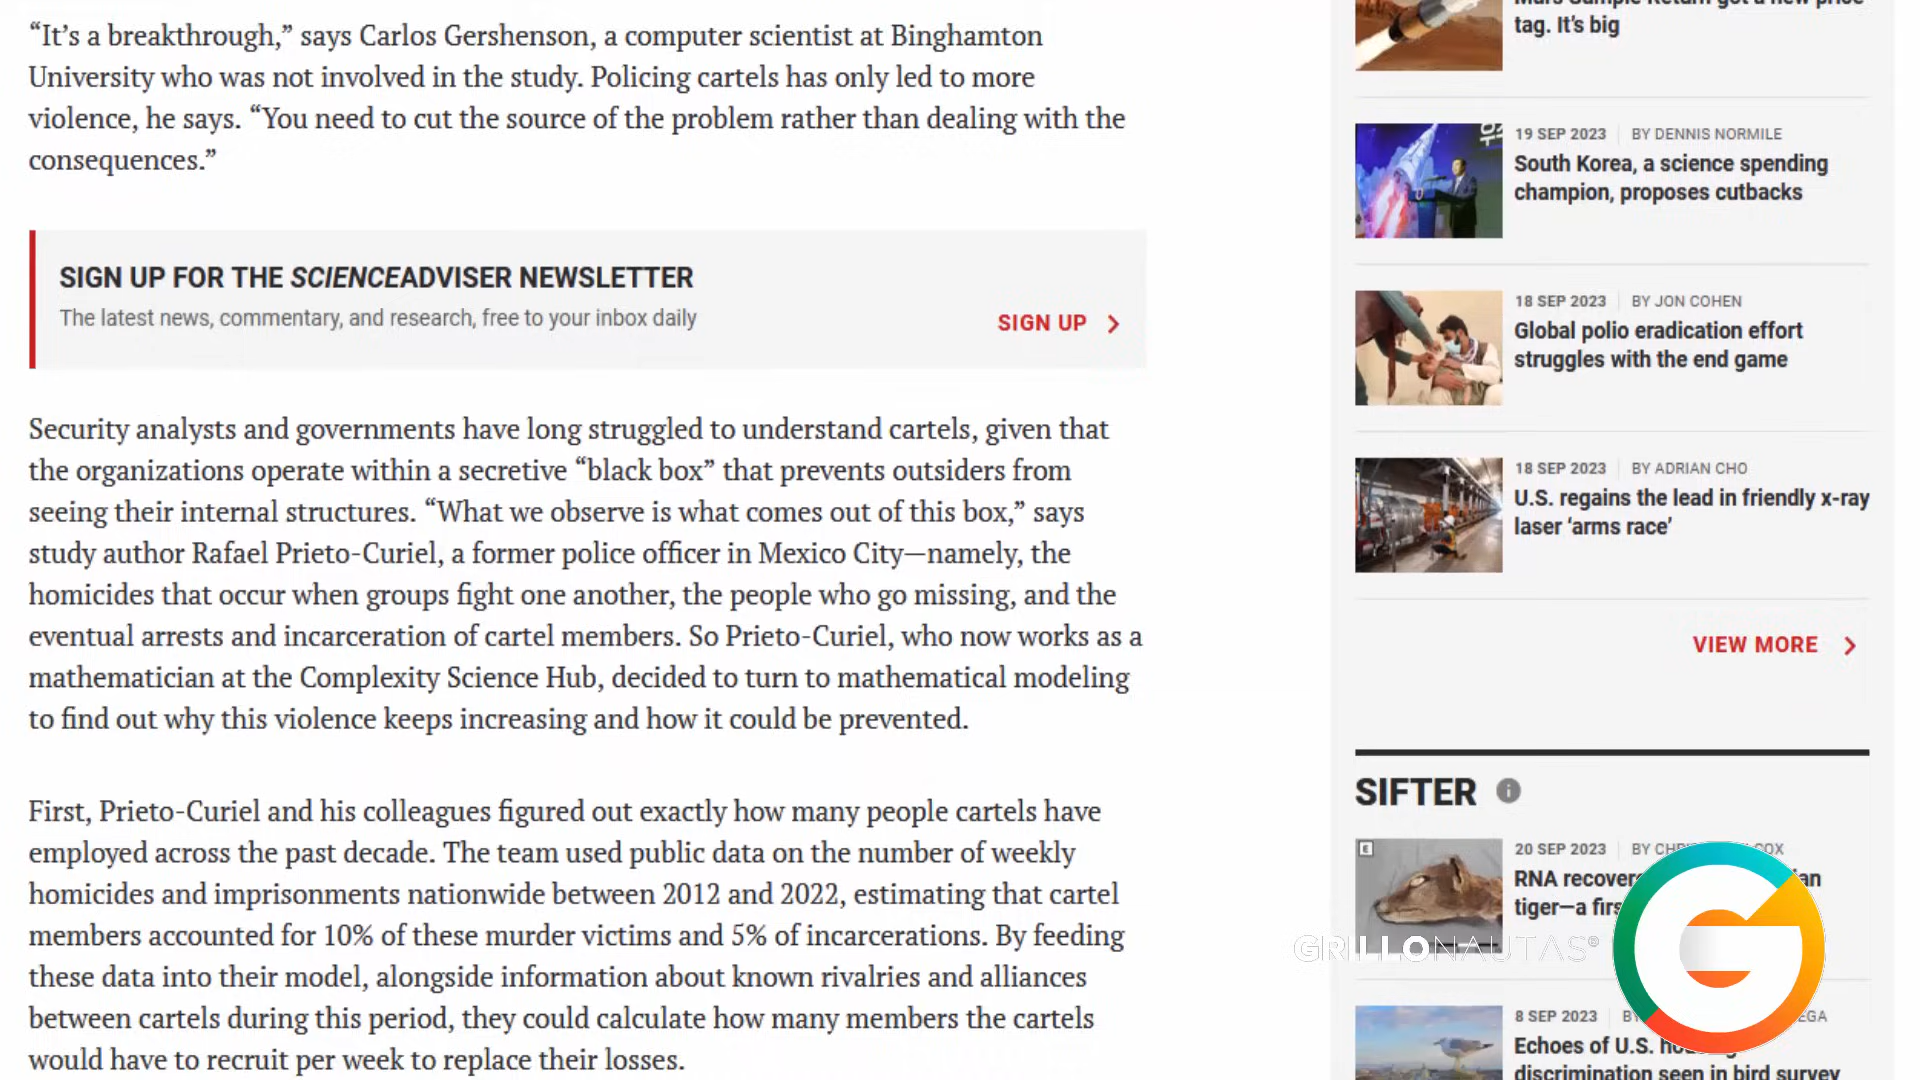 “It’s a breakthrough,” says Carlos Gershenson, a computer scientist at Binghamton
University who was not involved in the study. Policing cartels has only led to more
violence, he says. “You need to cut the source of the problem rather than dealing with the
consequences.”
SIGN UP FOR THE SCIENCEADVISER NEWSLETTER
The latest news, commentary, and research, free to your inbox daily
SIGN UP
Security analysts and governments have long struggled to understand cartels, given that
the organizations operate within a secretive “black box” that prevents outsiders from
seeing their internal structures. “What we observe is what comes out of this box,” says
study author Rafael Prieto-Curiel, a former police officer in Mexico City—namely, the
homicides that occur when groups fight one another, the people who go missing, and the
eventual arrests and incarceration of cartel members. So Prieto-Curiel, who now works as a
mathematician at the Complexity Science Hub, decided to turn to mathematical modeling
to find out why this violence keeps increasing and how it could be prevented.
First, Prieto-Curiel and his colleagues figured out exactly how many people cartels have
employed across the past decade. The team used public data on the number of weekly
homicides and imprisonments nationwide between 2012 and 2022, estimating that cartel
members accounted for 10% of these murder victims and 5% of incarcerations. By feeding
these data into their model, alongside information about known rivalries and alliances
between cartels during this period, they could calculate how many members the cartels
would have to recruit per week to replace their losses.
Mars Sample Return got a new price
tag. It’s big
19 SEP 2023 BY DENNIS NORMILE
South Korea, a science spending
champion, proposes cutbacks
18 SEP 2023 BY JON COHEN
Global polio eradication effort
struggles with the end game
18 SEP 2023 BY ADRIAN CHO
U.S. regains the lead in friendly x-ray
laser ‘arms race’
VIEW MORE
SIFTER
20 SEP 2023 BY
RNA
tiger—a
GRILLONAUTAS®
8 SEP 2023
Echoes of U.S.
discrimination seen in bird survey